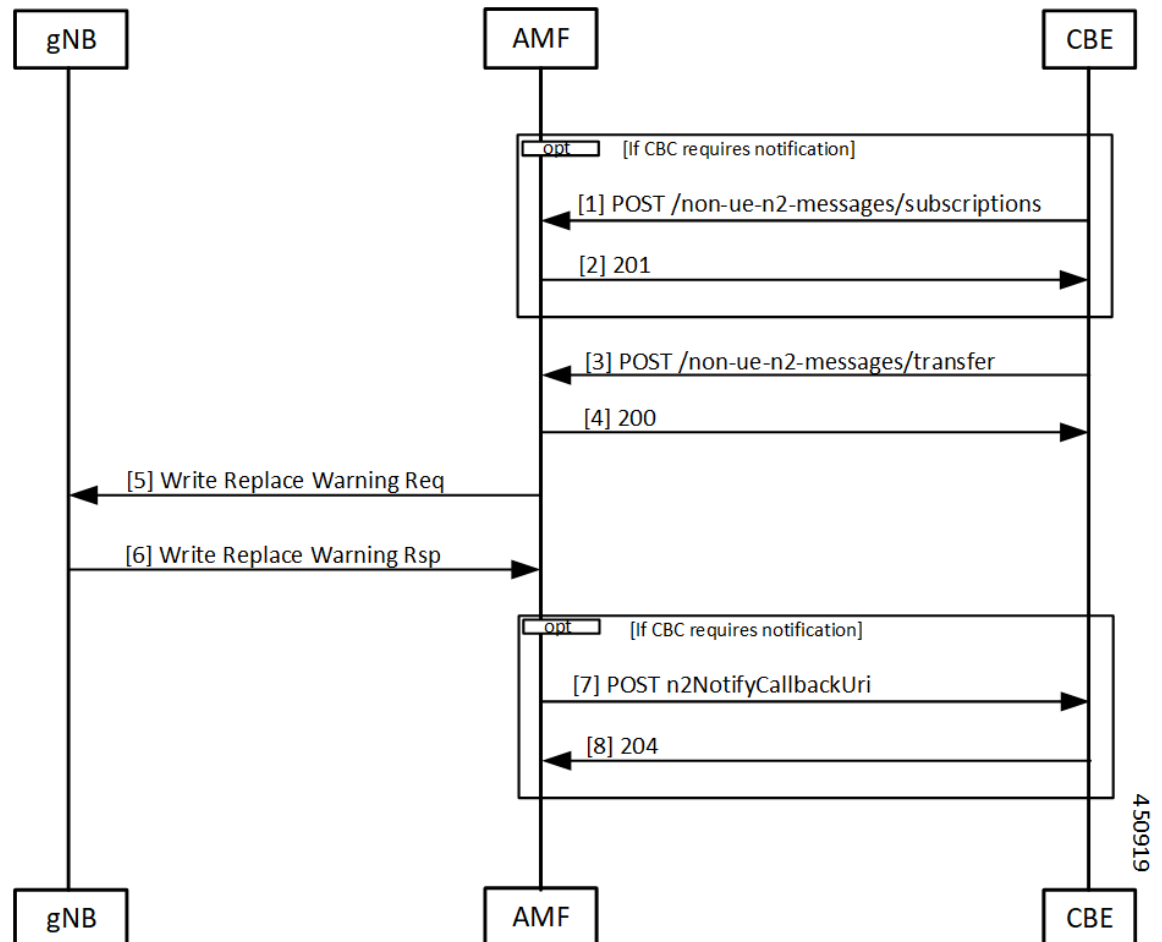 gNB
AMF
CBE
opt [If CBC requires notification]
[1] POST /non-ue-n2-messages/subscriptions
[2] 201
[3] POST /non-ue-n2-messages/transfer
[4] 200
[5] Write Replace Warning Req
[6] Write Replace Warning Rsp
opt [If CBC requires notification]
[7] POST n2NotifyCallbackUri
[8] 204
450919
gNB
AMF
CBE